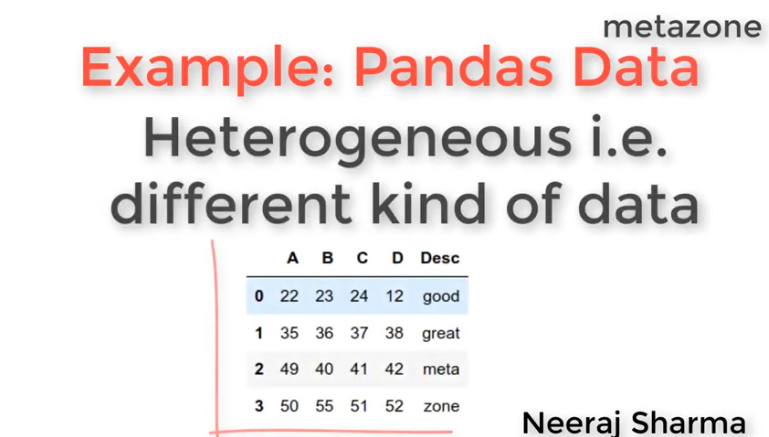 metazone
Example: Pandas Data
Heterogeneous i.e.
different kind of data
A B C D Desc
0 22 23 24 12 good
1 35 36 37 38 great
2 49 40 41 42 meta
3 50 55 51 52 zone
Neeraj Sharma